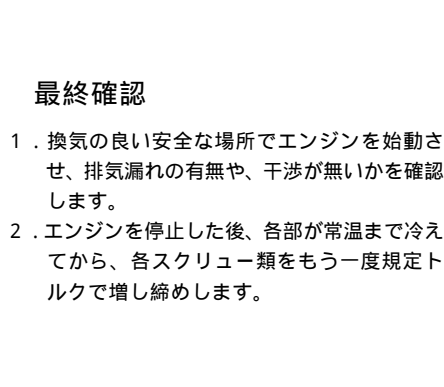 最終確認
1．換気の良い安全な場所でエンジンを始動さ
せ、排気漏れの有無や、干渉が無いかを確認
します。
2．エンジンを停止した後、各部が常温まで冷え
てから、各スクリュー類をもう一度規定ト
ルクで増し締めします。